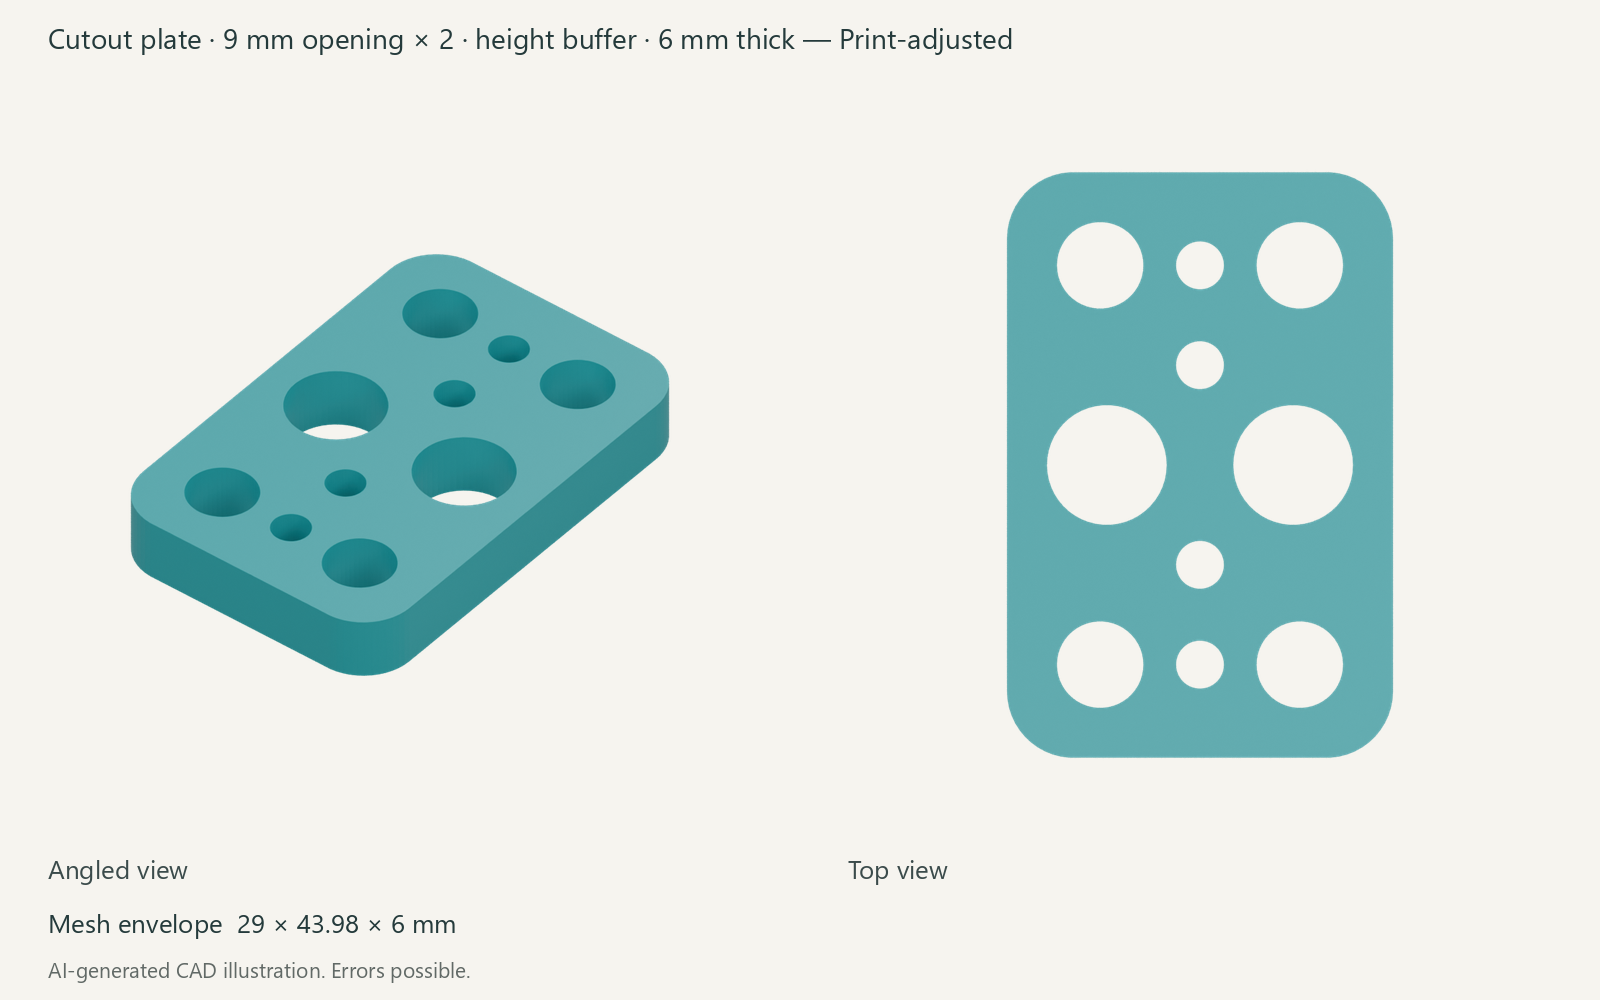 Cutout plate · 9 mm opening × 2 · height buffer · 6 mm thick — Print-adjusted
Angled view
Top view
Mesh envelope 29 × 43.98 × 6 mm
AI-generated CAD illustration. Errors possible.